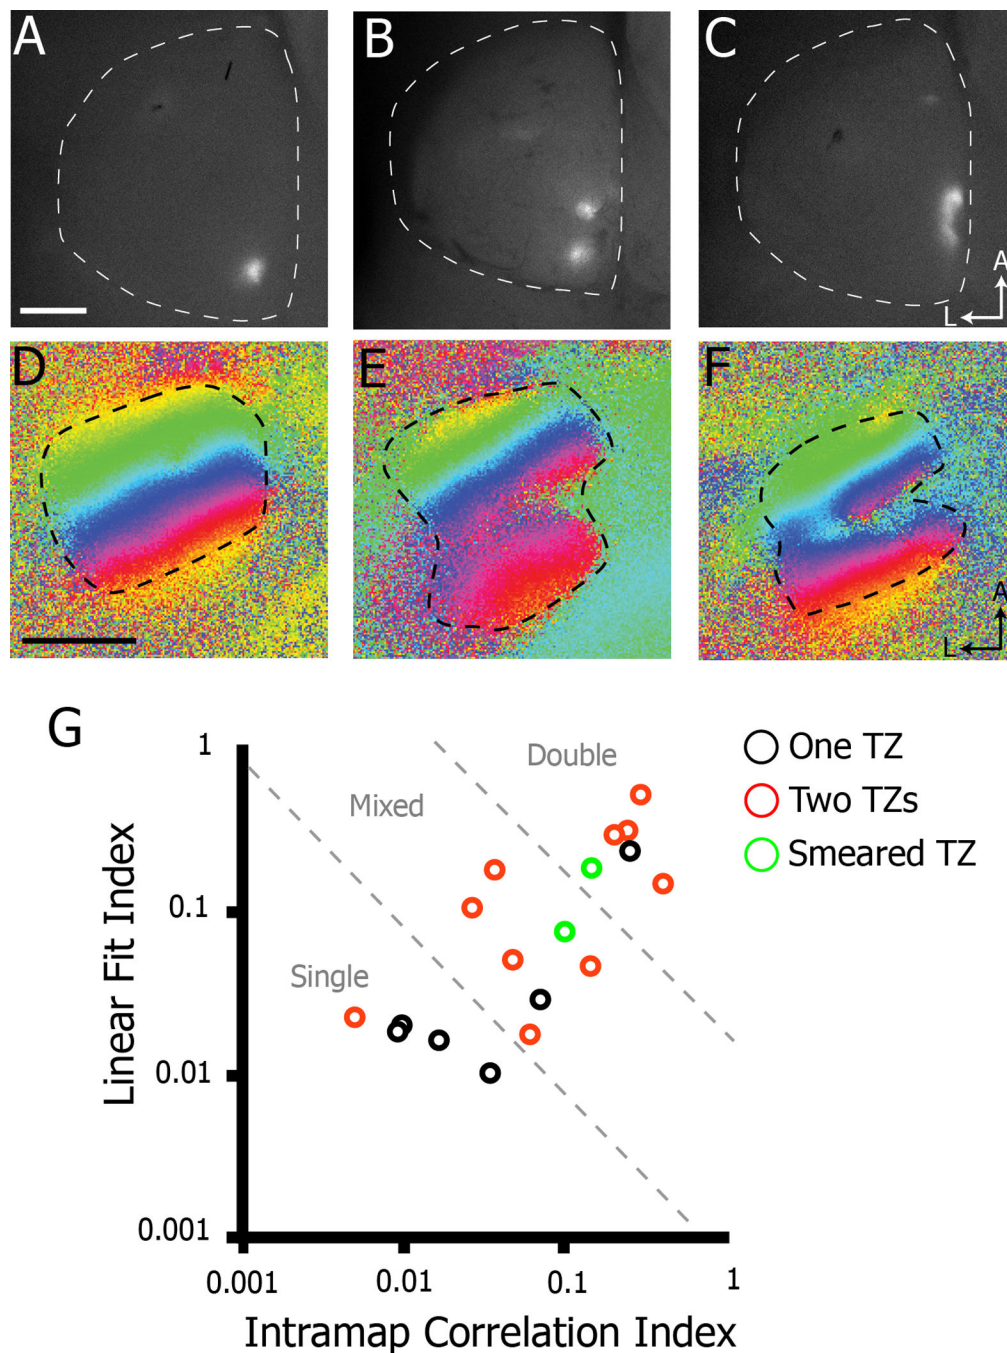 A
B
C
A
L
D
E
F
A
L
G
1
0.1
0.01
0.001
0.001
0.01
0.1
1
Linear Fit Index
Intramap Correlation Index
Single
Mixed
Double
One TZ
Two TZs
Smeared TZ